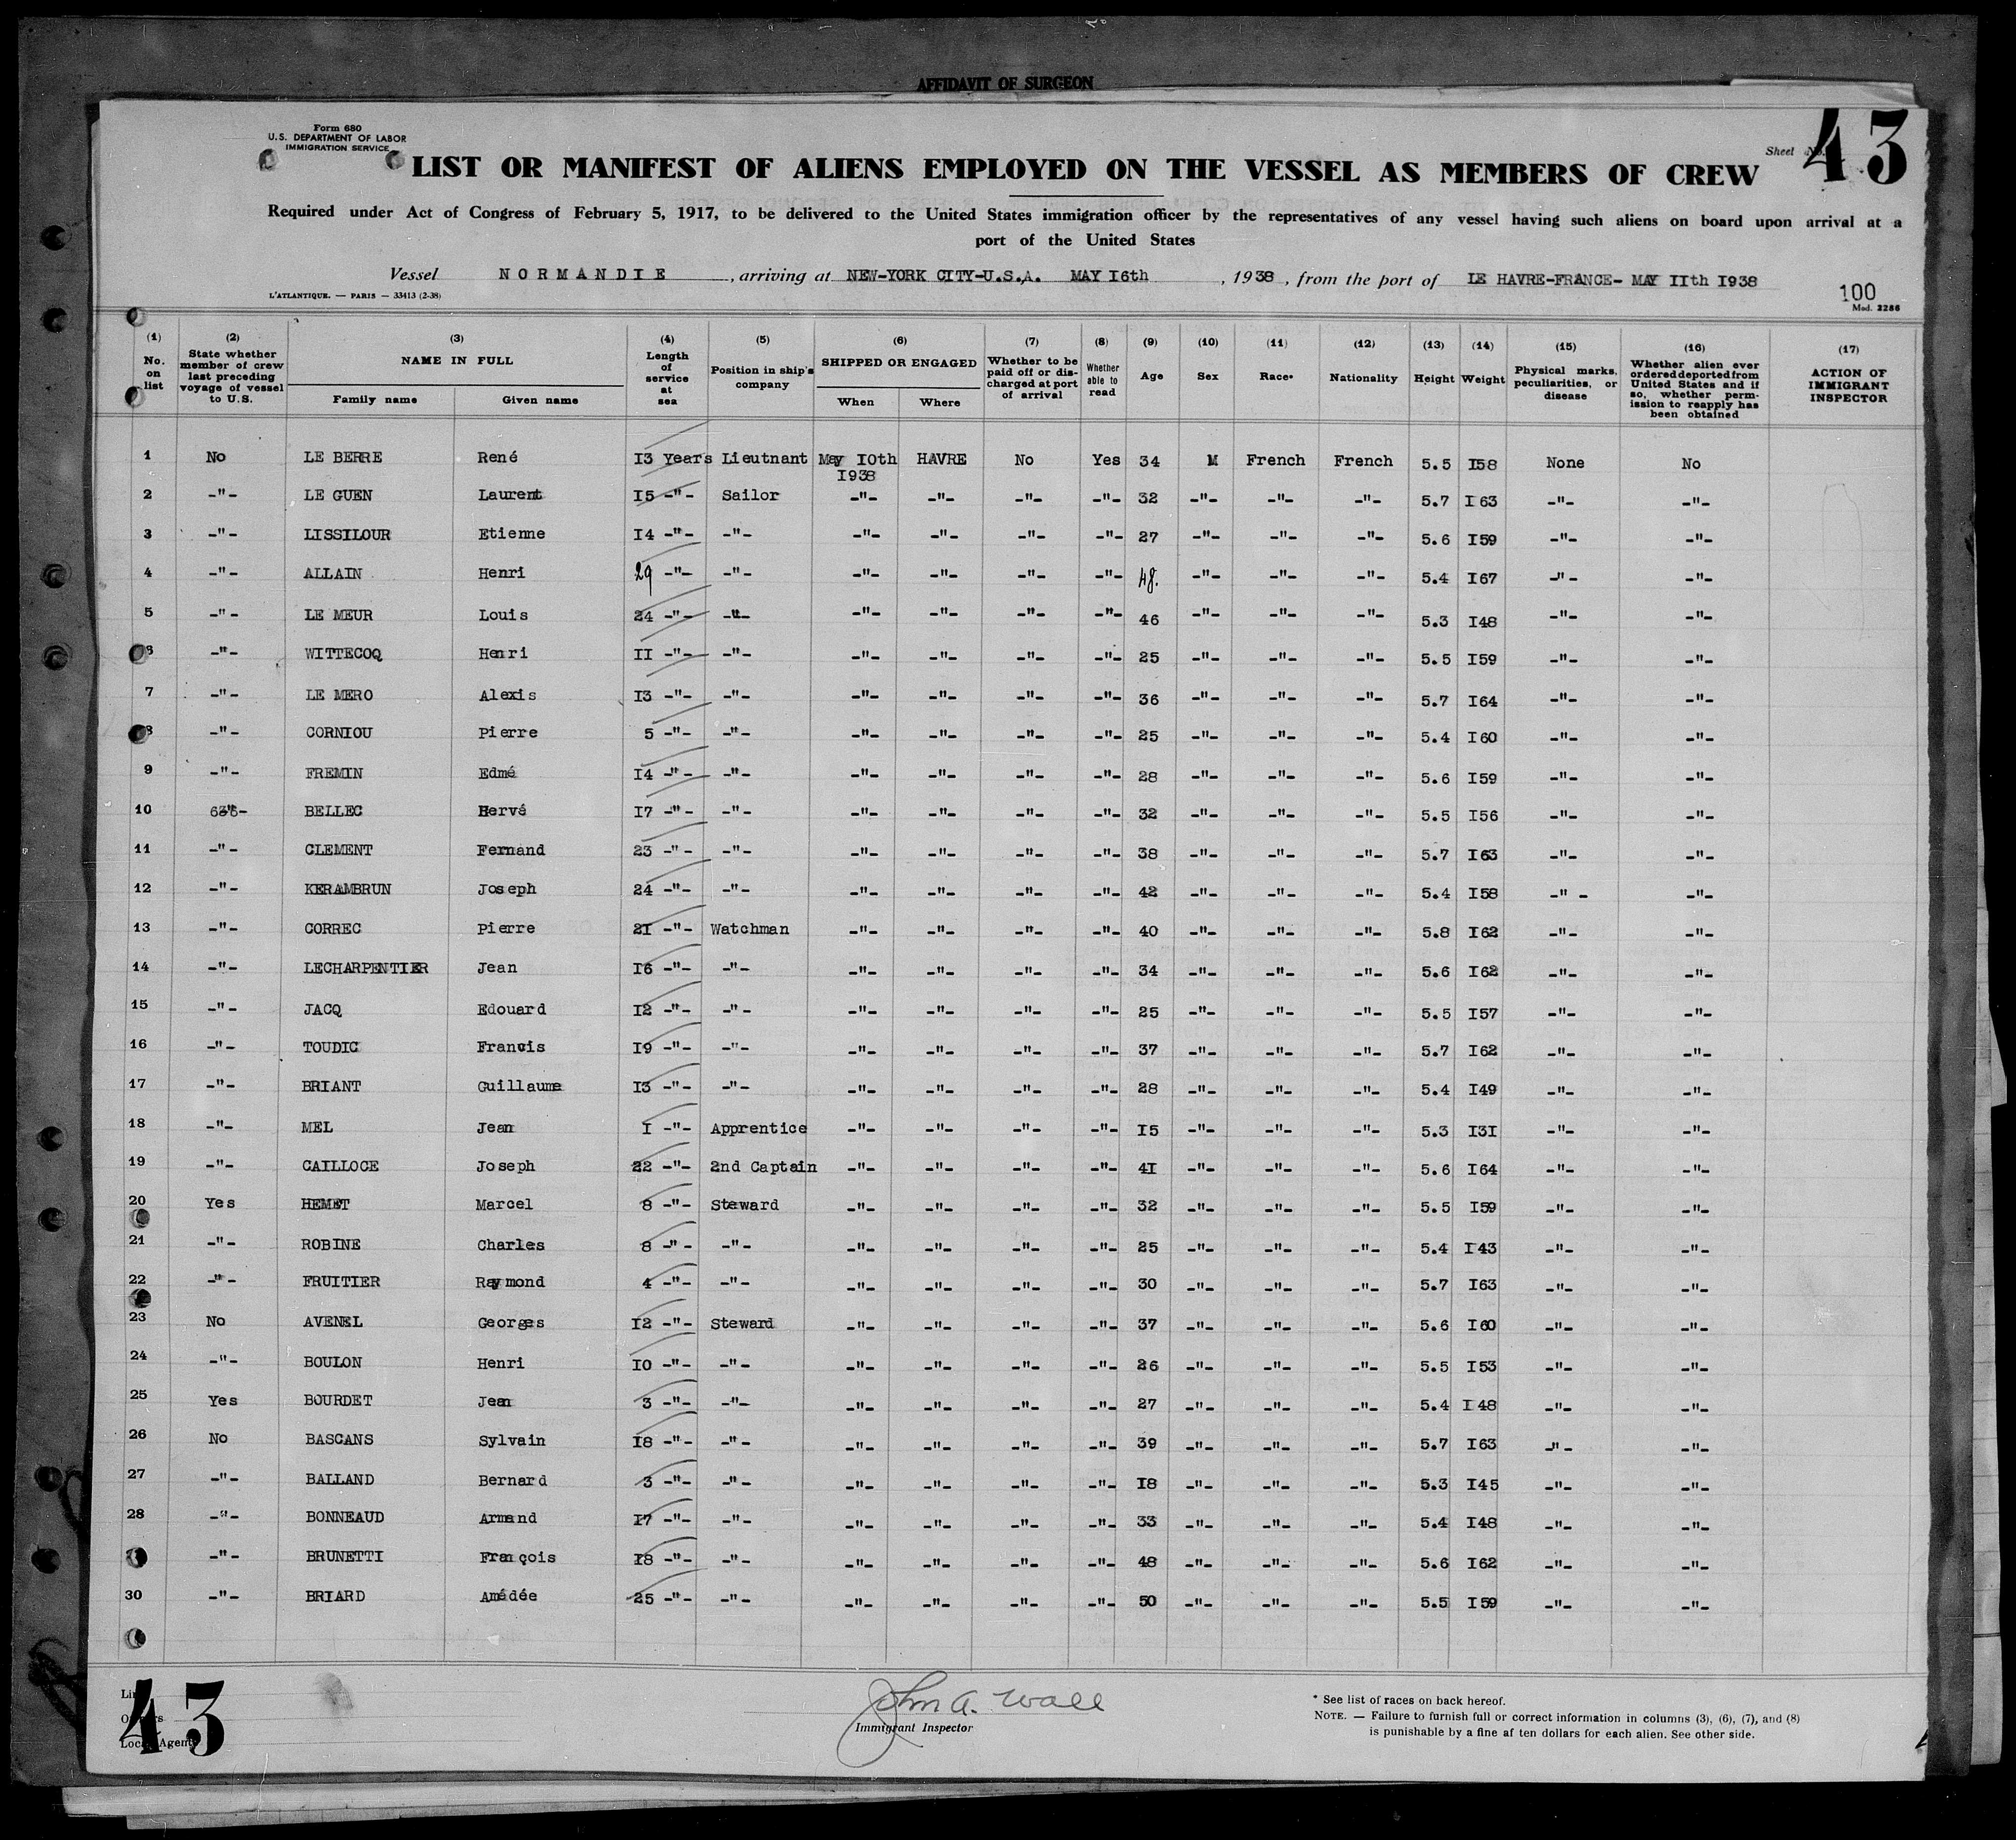 AFFIDAVIT OF SURGEON
Form 680
U.S. DEPARTMENT OF LABOR
IMMIGRATION SERVICE
Sheet No. 43
LIST OR MANIFEST OF ALIENS EMPLOYED ON THE VESSEL AS MEMBERS OF CREW
Required under Act of Congress of February 5, 1917, to be delivered to the United States immigration officer by the representatives of any vessel having such aliens on board upon arrival at a
port of the United States
Vessel NORMANDIE, arriving at NEW-YORK CITY-U.S.A. MAY I6th, 1938, from the port of LE HAVRE-FRANCE- MAY IIth I938
L'ATLANTIQUE. — PARIS — 33413 (2-38)
100
Mod. 2286
(1) No. on list
(2) State whether member of crew last preceding voyage of vessel to U.S.
(3) NAME IN FULL Family name Given name
(4) Length of service at sea
(5) Position in ship's company
(6) SHIPPED OR ENGAGED When Where
(7) Whether to be paid off or discharged at port of arrival
(8) Whether able to read
(9) Age
(10) Sex
(11) Race*
(12) Nationality
(13) Height
(14) Weight
(15) Physical marks, peculiarities, or disease
(16) Whether alien ever ordered deported from United States and if so, whether permission to reapply has been obtained
(17) ACTION OF IMMIGRANT INSPECTOR
1 No LE BERRE René I3 Years Lieutnant May I0th I938 HAVRE No Yes 34 M French French 5.5 I58 None No
2 -"- LE GUEN Laurent I5 -"- Sailor -"- -"- -"- -"- 32 -"- -"- -"- 5.7 I63 -"- -"-
3 -"- LISSILOUR Etienne I4 -"- -"- -"- -"- -"- -"- 27 -"- -"- -"- 5.6 I59 -"- -"-
4 -"- ALLAIN Henri 29 -"- -"- -"- -"- -"- -"- 48. -"- -"- -"- 5.4 I67 -"- -"-
5 -"- LE MEUR Louis 24 -"- -"- -"- -"- -"- -"- 46 -"- -"- -"- 5.3 I48 -"- -"-
6 -"- WITTECOQ Henri II -"- -"- -"- -"- -"- -"- 25 -"- -"- -"- 5.5 I59 -"- -"-
7 -"- LE MERO Alexis I3 -"- -"- -"- -"- -"- -"- 36 -"- -"- -"- 5.7 I64 -"- -"-
8 -"- CORNIOU Pierre 5 -"- -"- -"- -"- -"- -"- 25 -"- -"- -"- 5.4 I60 -"- -"-
9 -"- FREMIN Edmé I4 -"- -"- -"- -"- -"- -"- 28 -"- -"- -"- 5.6 I59 -"- -"-
10 BELLEC Hervé I7 -"- -"- -"- -"- -"- -"- 32 -"- -"- -"- 5.5 I56 -"- -"-
11 -"- CLEMENT Fernand 23 -"- -"- -"- -"- -"- -"- 38 -"- -"- -"- 5.7 I63 -"- -"-
12 -"- KERAMBRUN Joseph 24 -"- -"- -"- -"- -"- -"- 42 -"- -"- -"- 5.4 I58 -"- -"-
13 -"- CORREC Pierre 2I -"- Watchman -"- -"- -"- -"- 40 -"- -"- -"- 5.8 I62 -"- -"-
14 -"- LECHARPENTIER Jean I6 -"- -"- -"- -"- -"- -"- 34 -"- -"- -"- 5.6 I62 -"- -"-
15 -"- JACQ Edouard I2 -"- -"- -"- -"- -"- -"- 25 -"- -"- -"- 5.5 I57 -"- -"-
16 -"- TOUDIC Francis I9 -"- -"- -"- -"- -"- -"- 37 -"- -"- -"- 5.7 I62 -"- -"-
17 -"- BRIANT Guillaume I3 -"- -"- -"- -"- -"- -"- 28 -"- -"- -"- 5.4 I49 -"- -"-
18 -"- MEL Jean I -"- Apprentice -"- -"- -"- -"- I5 -"- -"- -"- 5.3 I3I -"- -"-
19 -"- CAILLOCE Joseph 22 -"- 2nd Captain -"- -"- -"- -"- 4I -"- -"- -"- 5.6 I64 -"- -"-
20 Yes HEMET Marcel 8 -"- Steward -"- -"- -"- -"- 32 -"- -"- -"- 5.5 I59 -"- -"-
21 -"- ROBINE Charles 8 -"- -"- -"- -"- -"- -"- 25 -"- -"- -"- 5.4 I43 -"- -"-
22 -"- FRUITIER Raymond 4 -"- -"- -"- -"- -"- -"- 30 -"- -"- -"- 5.7 I63 -"- -"-
23 No AVENEL Georges I2 -"- Steward -"- -"- -"- -"- 37 -"- -"- -"- 5.6 I60 -"- -"-
24 -"- BOULON Henri I0 -"- -"- -"- -"- -"- -"- 26 -"- -"- -"- 5.5 I53 -"- -"-
25 Yes BOURDET Jean 3 -"- -"- -"- -"- -"- -"- 27 -"- -"- -"- 5.4 I48 -"- -"-
26 No BASCANS Sylvain I8 -"- -"- -"- -"- -"- -"- 39 -"- -"- -"- 5.7 I63 -"- -"-
27 -"- BALLAND Bernard 3 -"- -"- -"- -"- -"- -"- I8 -"- -"- -"- 5.3 I45 -"- -"-
28 -"- BONNEAUD Armand I7 -"- -"- -"- -"- -"- -"- 33 -"- -"- -"- 5.4 I48 -"- -"-
-"- BRUNETTI François I8 -"- -"- -"- -"- -"- -"- 48 -"- -"- -"- 5.6 I62 -"- -"-
30 -"- BRIARD Amédée 25 -"- -"- -"- -"- -"- -"- 50 -"- -"- -"- 5.5 I59 -"- -"-
43
Local Agents
John A. Wall
Immigrant Inspector
* See list of races on back hereof.
NOTE. — Failure to furnish full or correct information in columns (3), (6), (7), and (8)
is punishable by a fine af ten dollars for each alien. See other side.